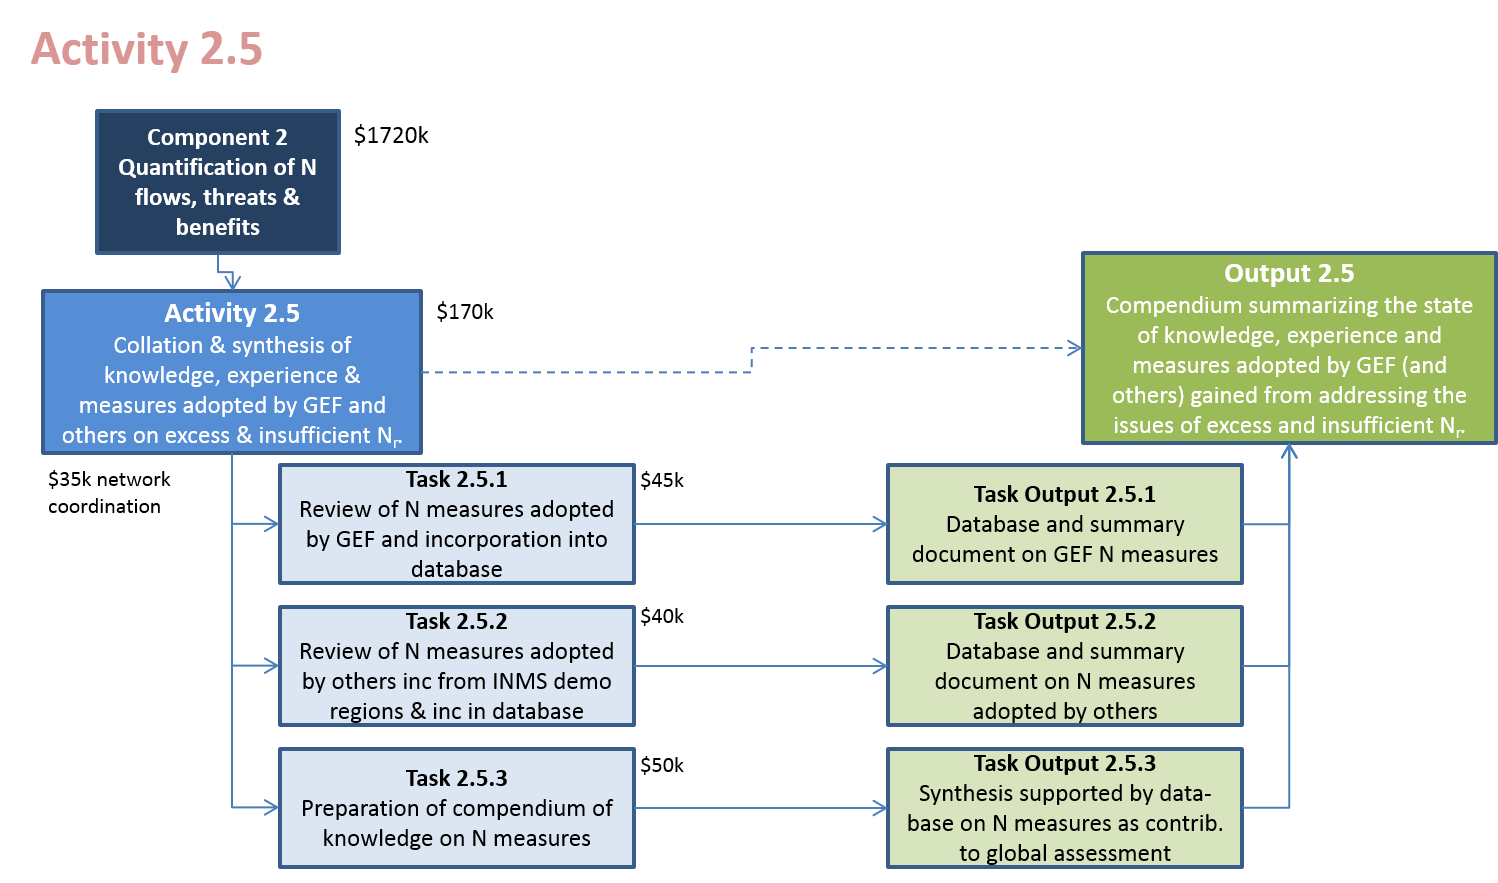 Activity 2.5
Component 2
Quantification of N
flows, threats &
benefits
$1720k
Activity 2.5
Collation & synthesis of
knowledge, experience &
measures adopted by GEF and
others on excess & insufficient Nr.
$170k
Output 2.5
Compendium summarizing the state
of knowledge, experience and
measures adopted by GEF (and
others) gained from addressing the
issues of excess and insufficient Nr.
$35k network
coordination
Task 2.5.1
Review of N measures adopted
by GEF and incorporation into
database
$45k
Task Output 2.5.1
Database and summary
document on GEF N measures
Task 2.5.2
Review of N measures adopted
by others inc from INMS demo
regions & inc in database
$40k
Task Output 2.5.2
Database and summary
document on N measures
adopted by others
Task 2.5.3
Preparation of compendium of
knowledge on N measures
$50k
Task Output 2.5.3
Synthesis supported by data-
base on N measures as contrib.
to global assessment